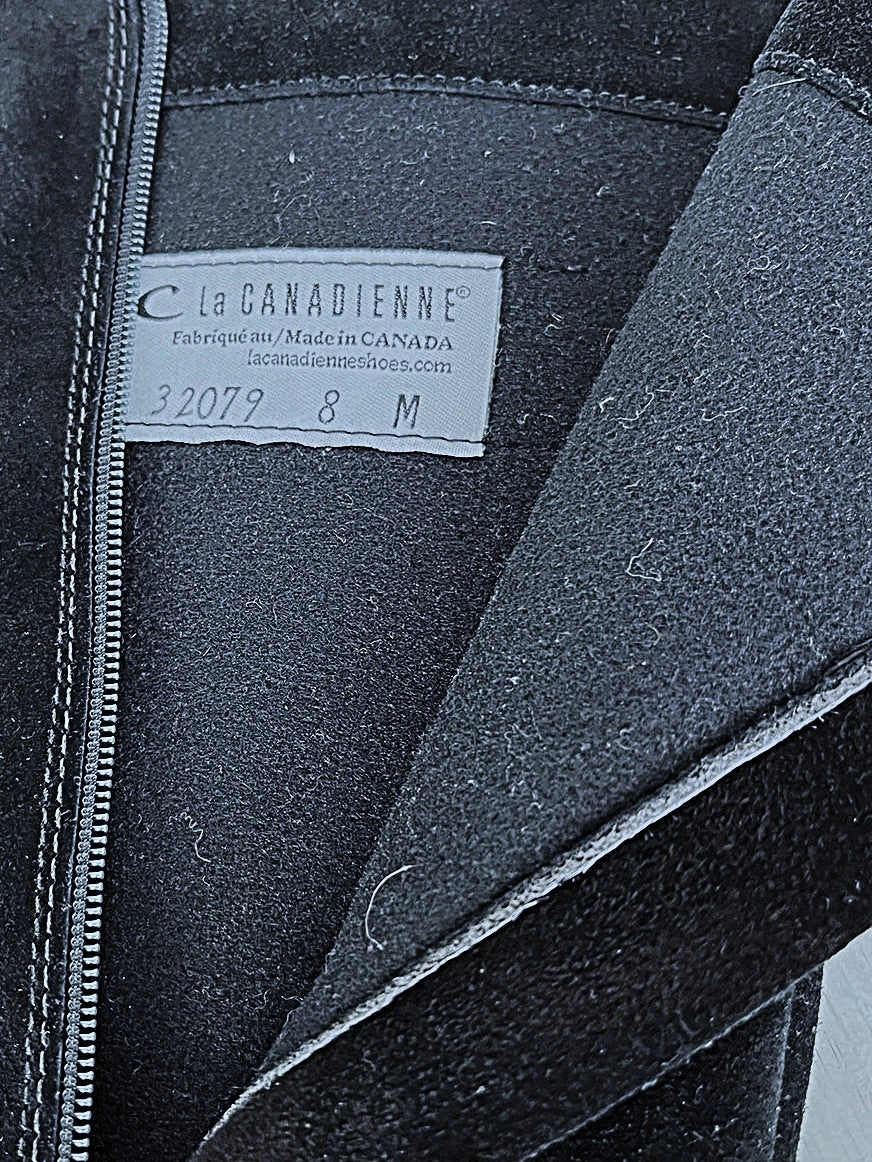 C La CANADIENNE®
Fabriqué au/Made in CANADA
lacanadienneshoes.com
32079 8 M